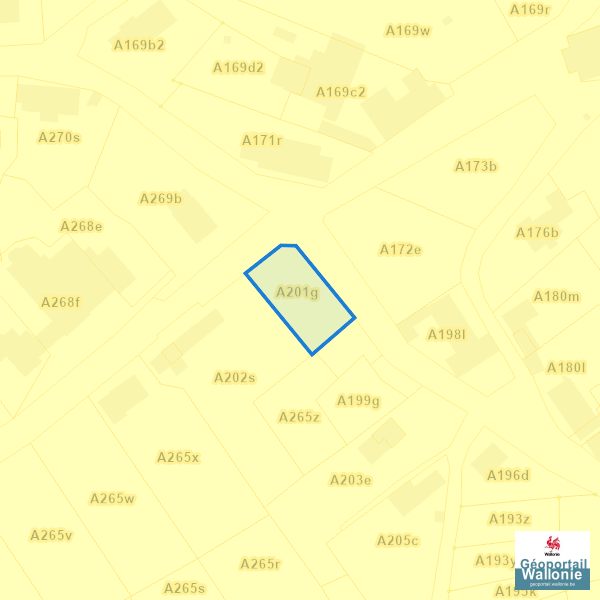 A169r
A169w
A169b2
A169d2
A169c2
A270s
A171r
A173b
A269b
A268e
A176b
A172e
A201g
A180m
A268f
A198l
A180l
A202s
A199g
A265z
A265x
A203e
A196d
A265w
A193z
A265v
A205c
A193y
A265r
A265s
A195k
Wallonie
Géoportail
Wallonie
geoportail.wallonie.be